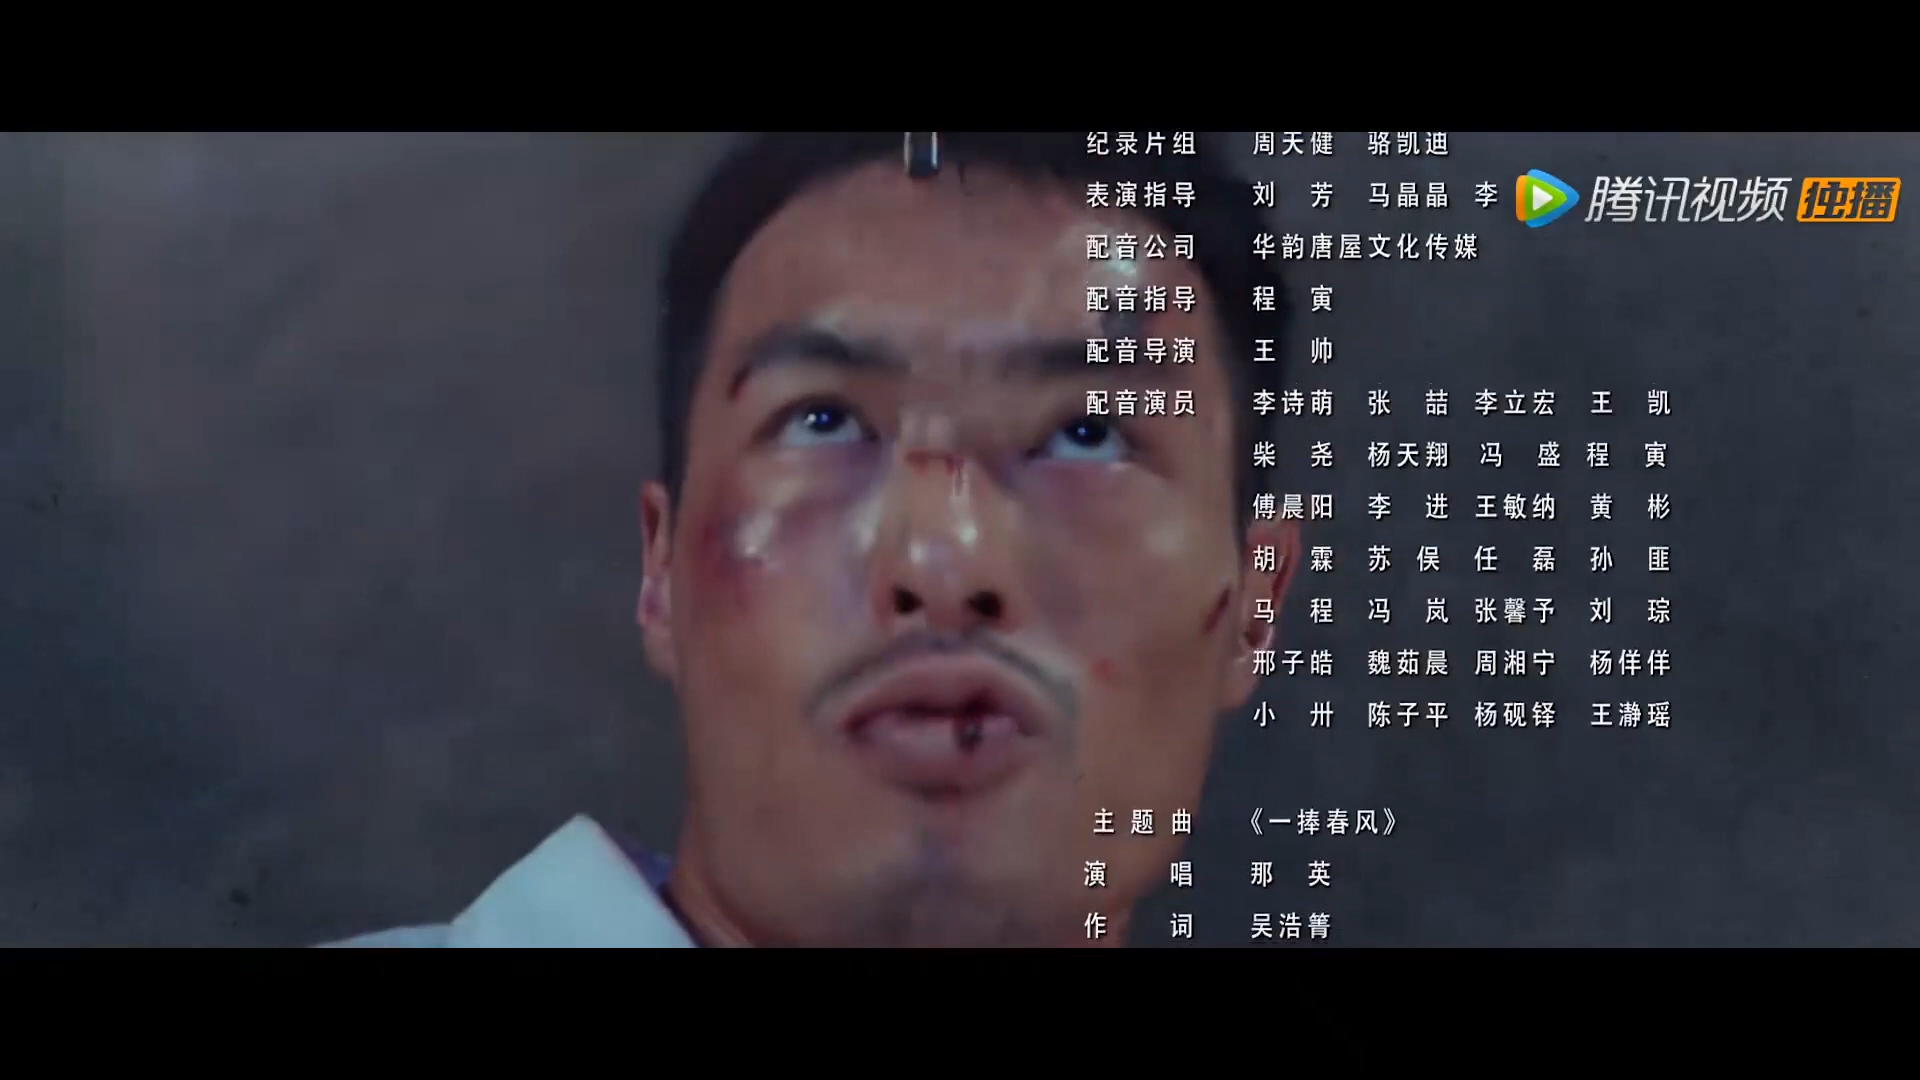 纪录片组 周天健 骆凯迪
表演指导 刘 芳 马晶晶 李
腾讯视频 独播
配音公司 华韵唐屋文化传媒
配音指导 程 寅
配音导演 王 帅
配音演员 李诗萌 张 喆 李立宏 王 凯
柴 尧 杨天翔 冯 盛 程 寅
傅晨阳 李 进 王敏纳 黄 彬
胡 霖 苏 俣 任 磊 孙 匪
马 程 冯 岚 张馨予 刘 琮
邢子皓 魏茹晨 周湘宁 杨佯佯
小 卅 陈子平 杨砚铎 王瀞瑶
主题曲 《一捧春风》
演唱 那 英
作词 吴浩箐